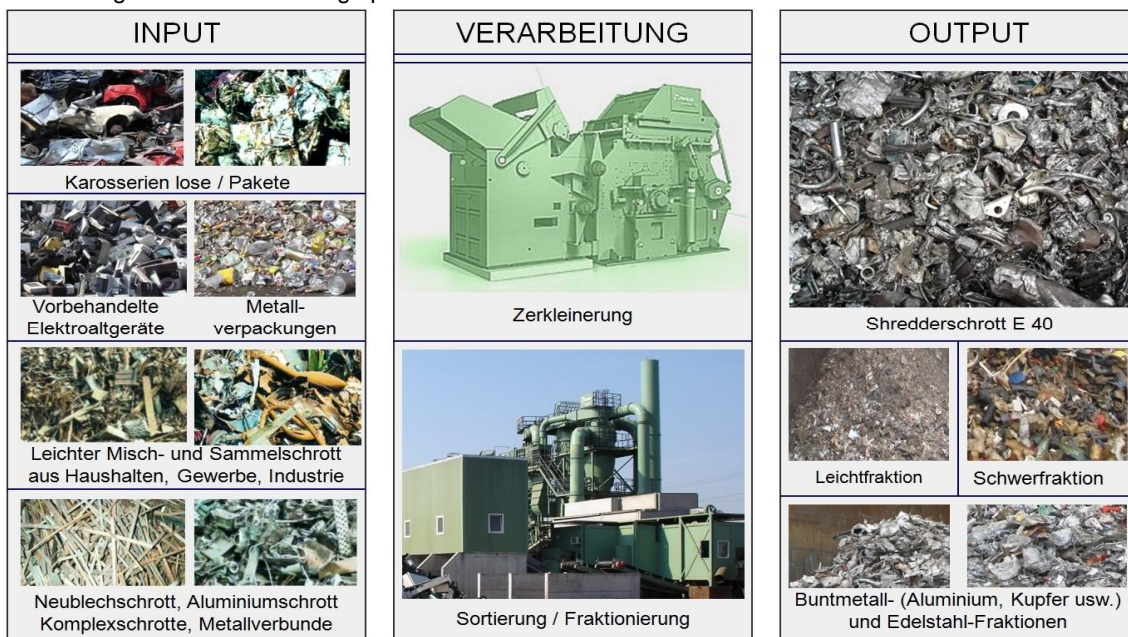 INPUT
Karosserien lose / Pakete
Vorbehandelte
Elektroaltgeräte
Metall-
verpackungen
Leichter Misch- und Sammelschrott
aus Haushalten, Gewerbe, Industrie
Neublechschrott, Aluminiumschrott
Komplexschrotte, Metallverbunde
VERARBEITUNG
Zerkleinerung
Sortierung / Fraktionierung
OUTPUT
Shredderschrott E 40
Leichtfraktion
Schwerfraktion
Buntmetall- (Aluminium, Kupfer usw.)
und Edelstahl-Fraktionen